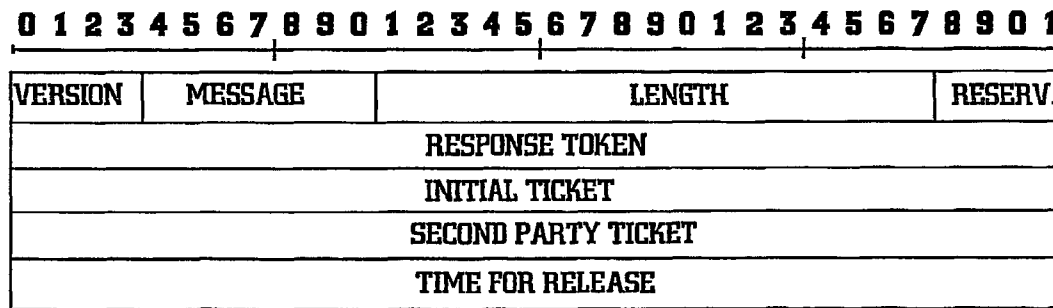 0 1 2 3 4 5 6 7 8 9 0 1 2 3 4 5 6 7 8 9 0 1 2 3 4 5 6 7 8 9 0 1
VERSION MESSAGE LENGTH RESERV.
RESPONSE TOKEN
INITIAL TICKET
SECOND PARTY TICKET
TIME FOR RELEASE